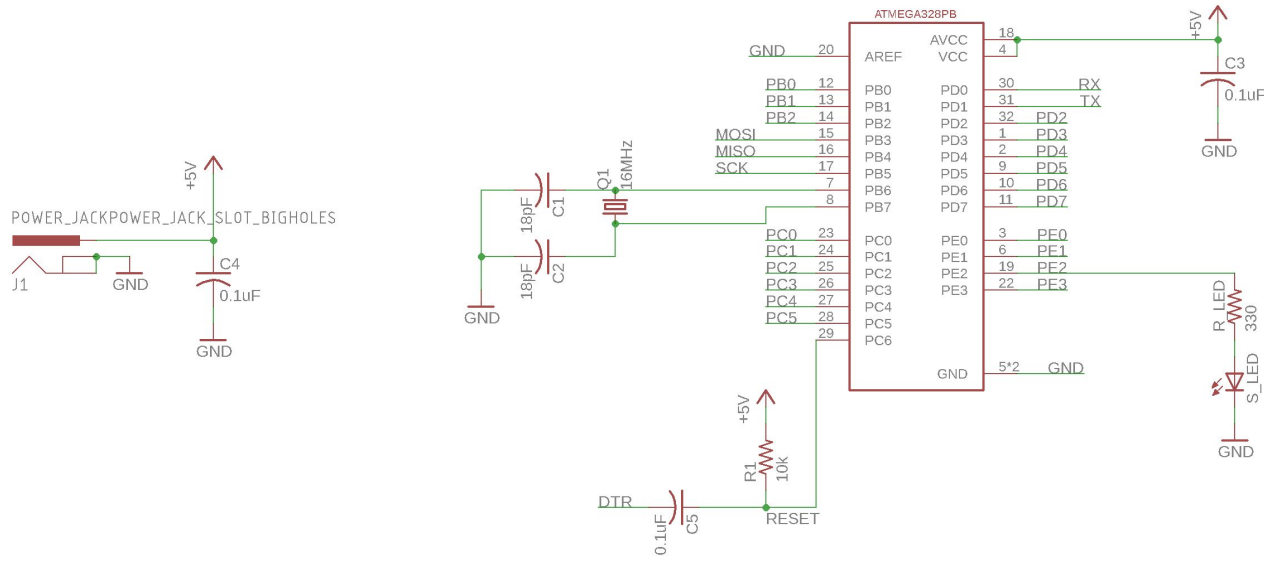 ATMEGA328PB
+5V
GND 20 AREF
AVCC 18
VCC 4
C3
0.1uF
GND
PB0 12 PB0
PB1 13 PB1
PB2 14 PB2
MOSI 15 PB3
MISO 16 PB4
SCK 17 PB5
7 PB6
8 PB7
PC0 23 PC0
PC1 24 PC1
PC2 25 PC2
PC3 26 PC3
PC4 27 PC4
PC5 28 PC5
29 PC6
PD0 30 RX
PD1 31 TX
PD2 32 PD2
PD3 1 PD3
PD4 2 PD4
PD5 9 PD5
PD6 10 PD6
PD7 11 PD7
PE0 3 PE0
PE1 6 PE1
PE2 19 PE2
PE3 22 PE3
GND 5*2 GND
R_LED
330
S_LED
GND
Q1
16MHz
18pF
C1
18pF
C2
GND
+5V
POWER_JACKPOWER_JACK_SLOT_BIGHOLES
J1
GND
C4
0.1uF
GND
+5V
R1
10k
DTR
0.1uF
C5
RESET